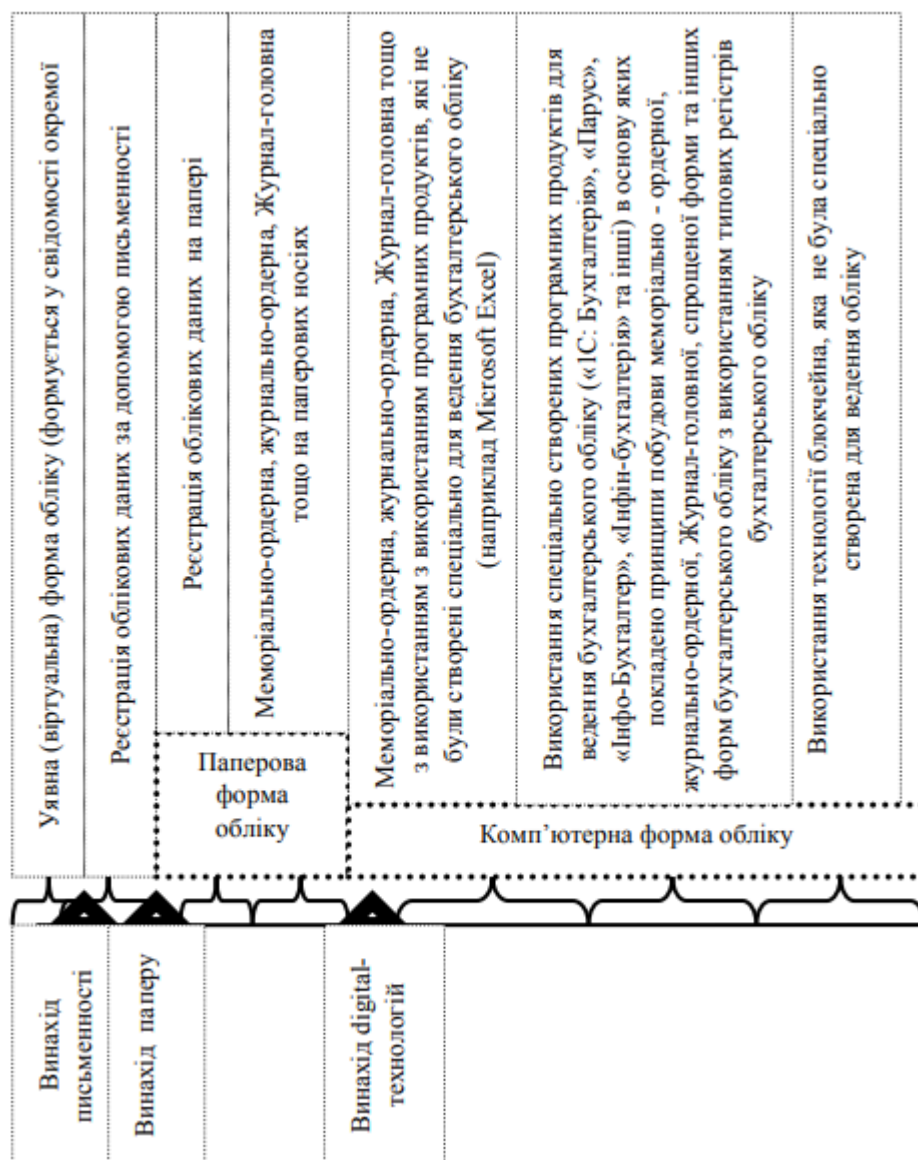 Уявна (віртуальна) форма обліку (формується у свідомості окремої
Реєстрація облікових даних за допомогою письменності
Реєстрація облікових даних на папері
Меморіально-ордерна, журнально-ордерна, Журнал-головна
тощо на паперових носіях
Меморіально-ордерна, журнально-ордерна, Журнал-головна тощо
з використанням з використанням програмних продуктів, які не
були створені спеціально для ведення бухгалтерського обліку
(наприклад Microsoft Excel)
Використання спеціально створених програмних продуктів для
ведення бухгалтерського обліку («1С: Бухгалтерія», «Парус»,
«Інфо-Бухгалтер», «Інфін-бухгалтерія» та інші) в основу яких
покладено принципи побудови меморіально - ордерної,
журнально-ордерної, Журнал-головної, спрощеної форми та інших
форм бухгалтерського обліку з використанням типових регістрів
бухгалтерського обліку
Використання технології блокчейна, яка не була спеціально
створена для ведення обліку
Паперова
форма
обліку
Комп’ютерна форма обліку
Винахід
письменності
Винахід паперу
Винахід digital-
технологій